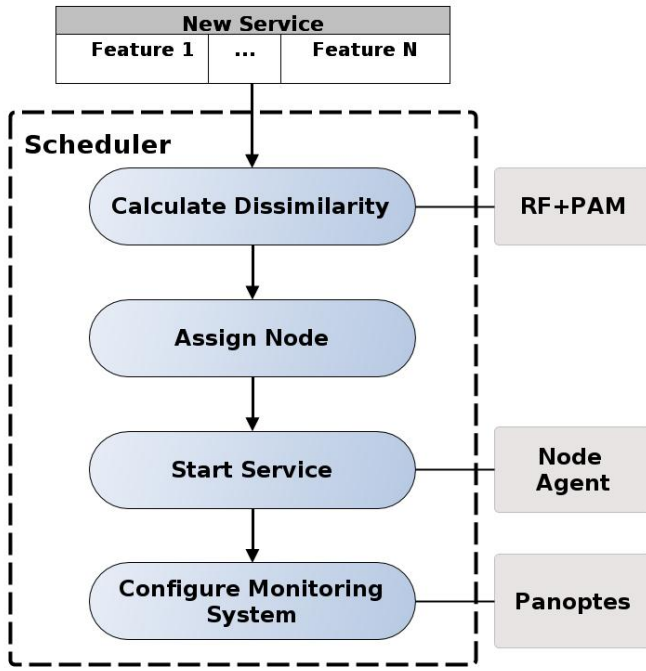 New Service
Feature 1 ... Feature N
Scheduler
Calculate Dissimilarity
RF+PAM
Assign Node
Start Service
Node
Agent
Configure Monitoring
System
Panoptes